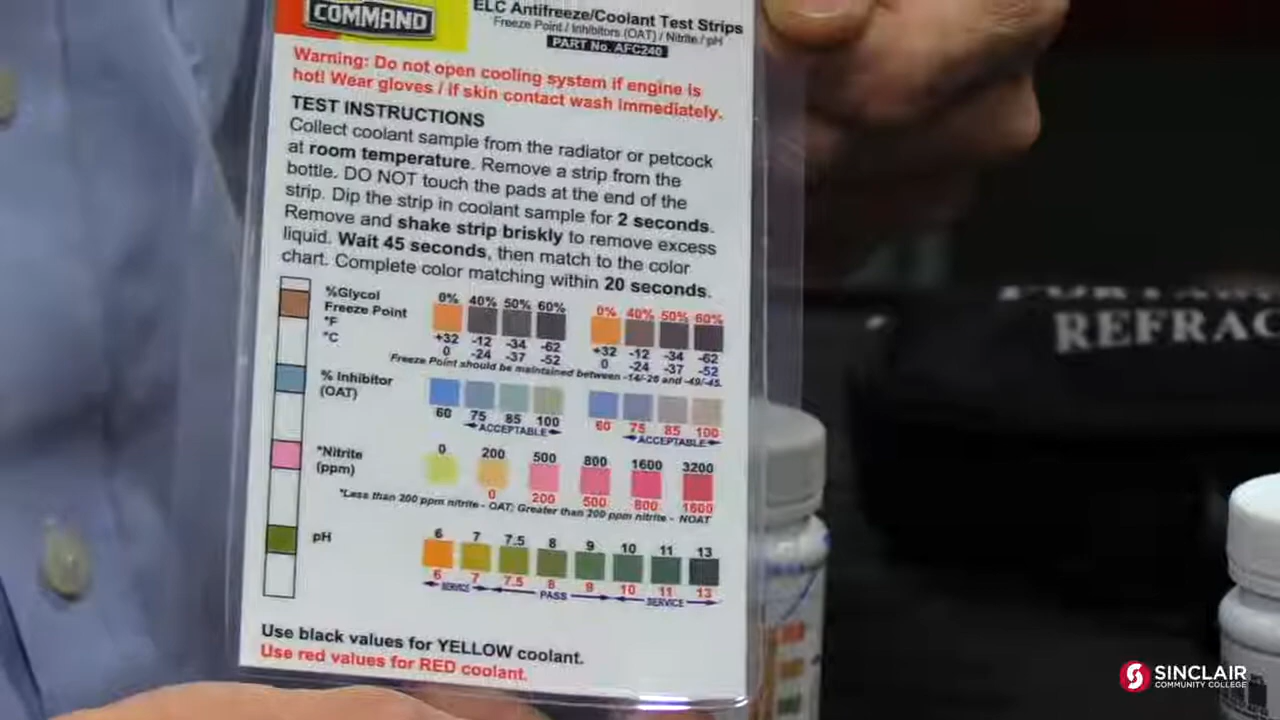 COMMAND
ELC Antifreeze/Coolant Test Strips
Freeze Point / Inhibitors (OAT) / Nitrite / pH
PART No. AFC240
Warning: Do not open cooling system if engine is
hot! Wear gloves / If skin contact wash immediately.
TEST INSTRUCTIONS
Collect coolant sample from the radiator or petcock
at room temperature. Remove a strip from the
bottle. DO NOT touch the pads at the end of the
strip. Dip the strip in coolant sample for 2 seconds.
Remove and shake strip briskly to remove excess
liquid. Wait 45 seconds, then match to the color
chart. Complete color matching within 20 seconds.
%Glycol 0% 40% 50% 60% 0% 40% 50% 60%
Freeze Point
°F +32 -12 -34 -62 +32 -12 -34 -62
°C 0 -24 -37 -52 0 -24 -37 -52
Freeze Point should be maintained between -14/-26 and -49/-45.
% Inhibitor
(OAT)
60 75 85 100 60 75 85 100
ACCEPTABLE ACCEPTABLE
*Nitrite 0 200 500 800 1600 3200
(ppm)
0 200 500 800 1600
*Less than 200 ppm nitrite - OAT; Greater than 200 ppm nitrite - NOAT
pH 6 7 7.5 8 9 10 11 13
6 7 7.5 8 9 10 11 13
SERVICE PASS SERVICE
Use black values for YELLOW coolant.
Use red values for RED coolant.
SINCLAIR
COMMUNITY COLLEGE